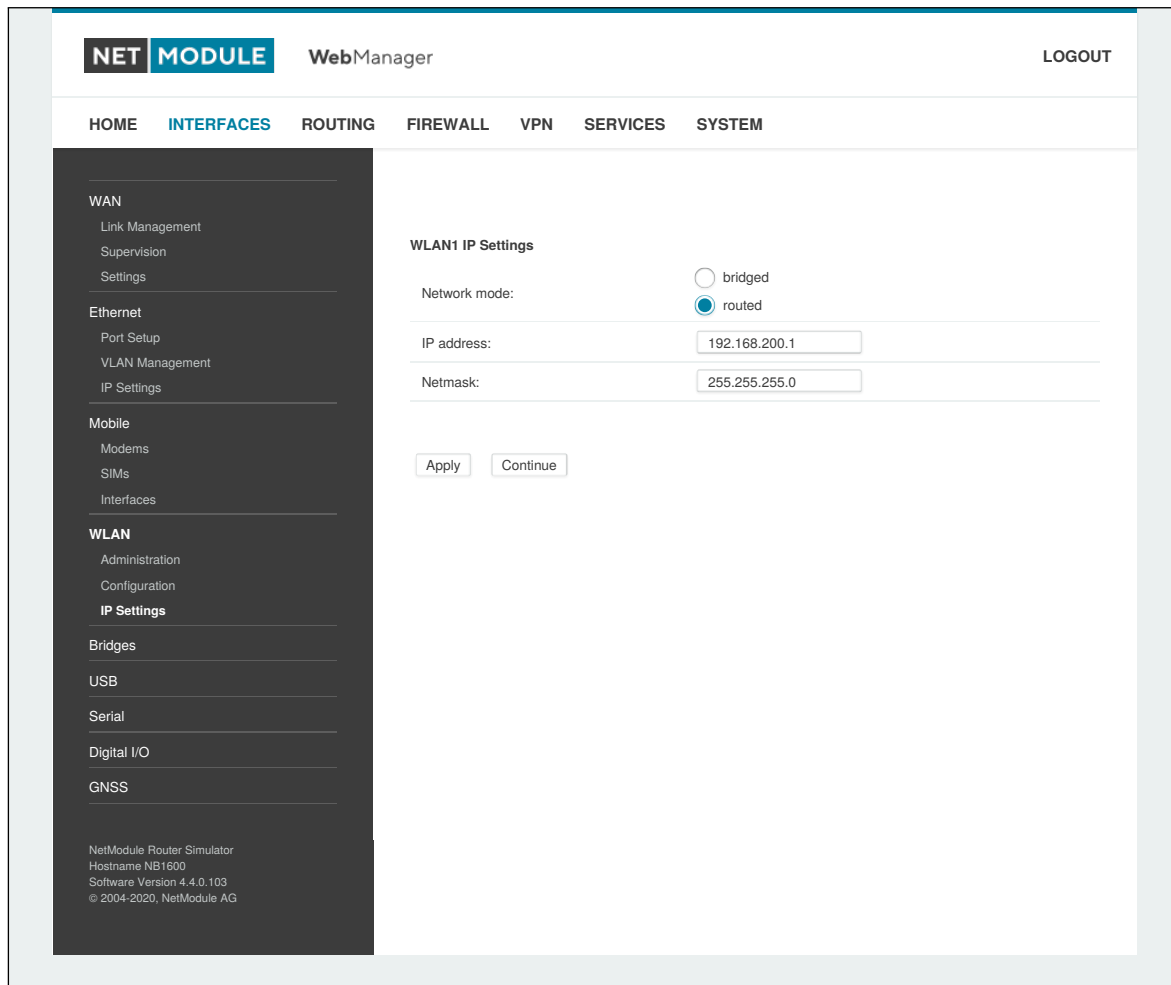 NET MODULE WebManager LOGOUT
HOME INTERFACES ROUTING FIREWALL VPN SERVICES SYSTEM
WAN
Link Management
Supervision
Settings
Ethernet
Port Setup
VLAN Management
IP Settings
Mobile
Modems
SIMs
Interfaces
WLAN
Administration
Configuration
IP Settings
Bridges
USB
Serial
Digital I/O
GNSS
NetModule Router Simulator
Hostname NB1600
Software Version 4.4.0.103
© 2004-2020, NetModule AG
WLAN1 IP Settings
Network mode:
bridged
routed
IP address: 192.168.200.1
Netmask: 255.255.255.0
Apply Continue